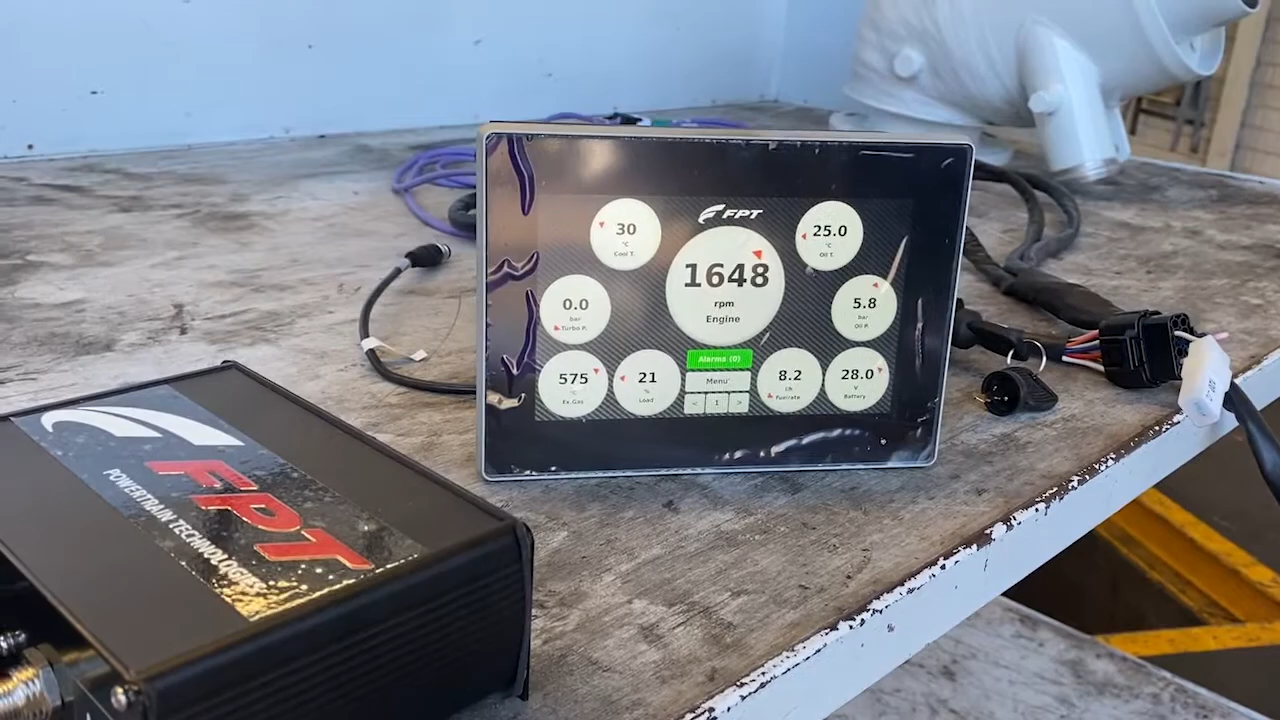 FPT
30
°C
Cool T.
25.0
°C
Oil T.
1648
rpm
Engine
0.0
bar
Turbo P.
5.8
bar
Oil P.
Alarms (0)
Menu
< 1 >
575
°C
Ex.Gas
21
%
Load
8.2
Fuelrate
28.0
V
Battery
FPT
POWERTRAIN TECHNOLOGIES